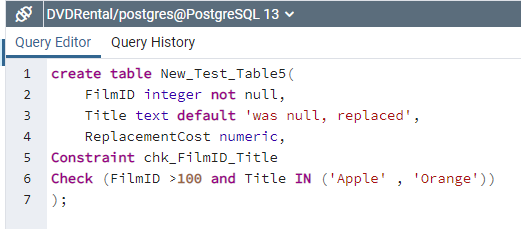 DVDRental/postgres@PostgreSQL 13
Query Editor Query History
1 create table New_Test_Table5(
2 FilmID integer not null,
3 Title text default 'was null, replaced',
4 ReplacementCost numeric,
5 Constraint chk_FilmID_Title
6 Check (FilmID >100 and Title IN ('Apple' , 'Orange'))
7 );